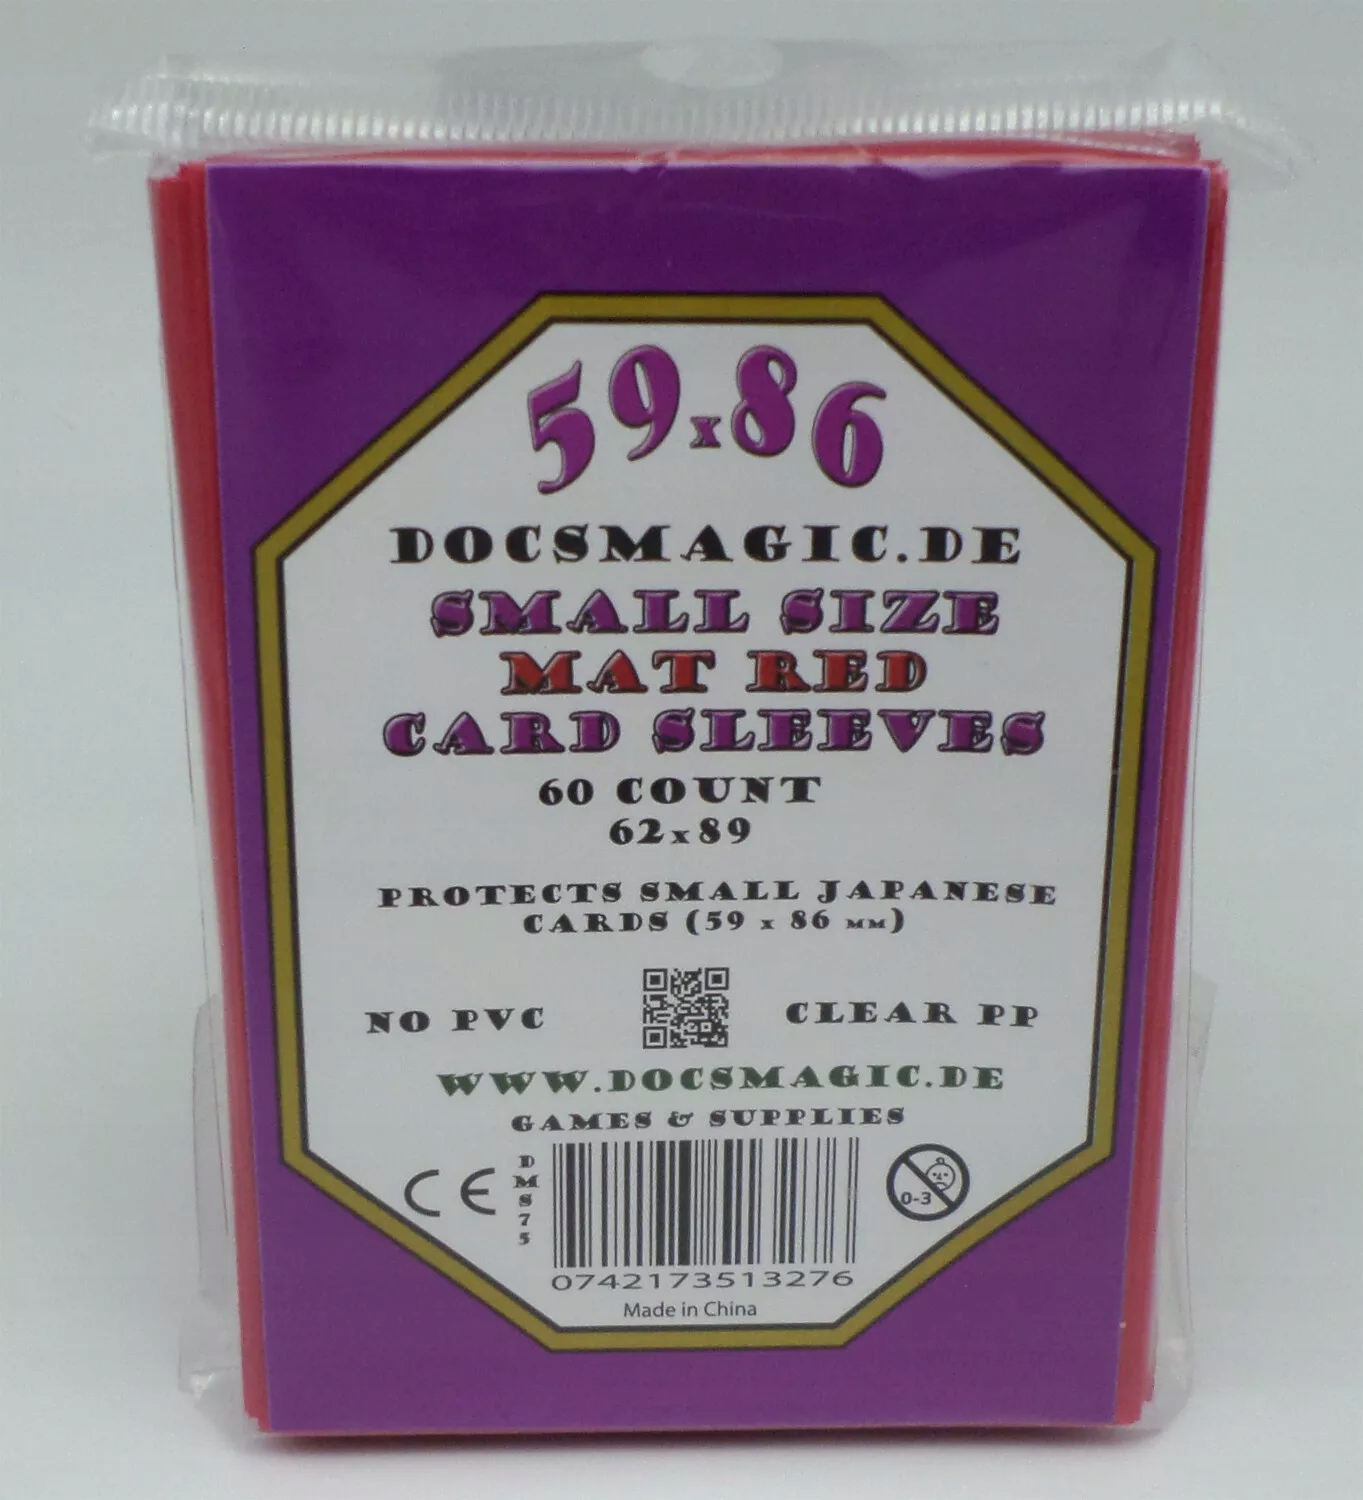 59x86
DOCSMAGIC.DE
SMALL SIZE
MAT RED
CARD SLEEVES
60 COUNT
62x89
PROTECTS SMALL JAPANESE
CARDS (59 x 86 MM)
NO PVC
CLEAR PP
WWW.DOCSMAGIC.DE
GAMES & SUPPLIES
CE
DMS75
0-3
0742173513276
Made in China